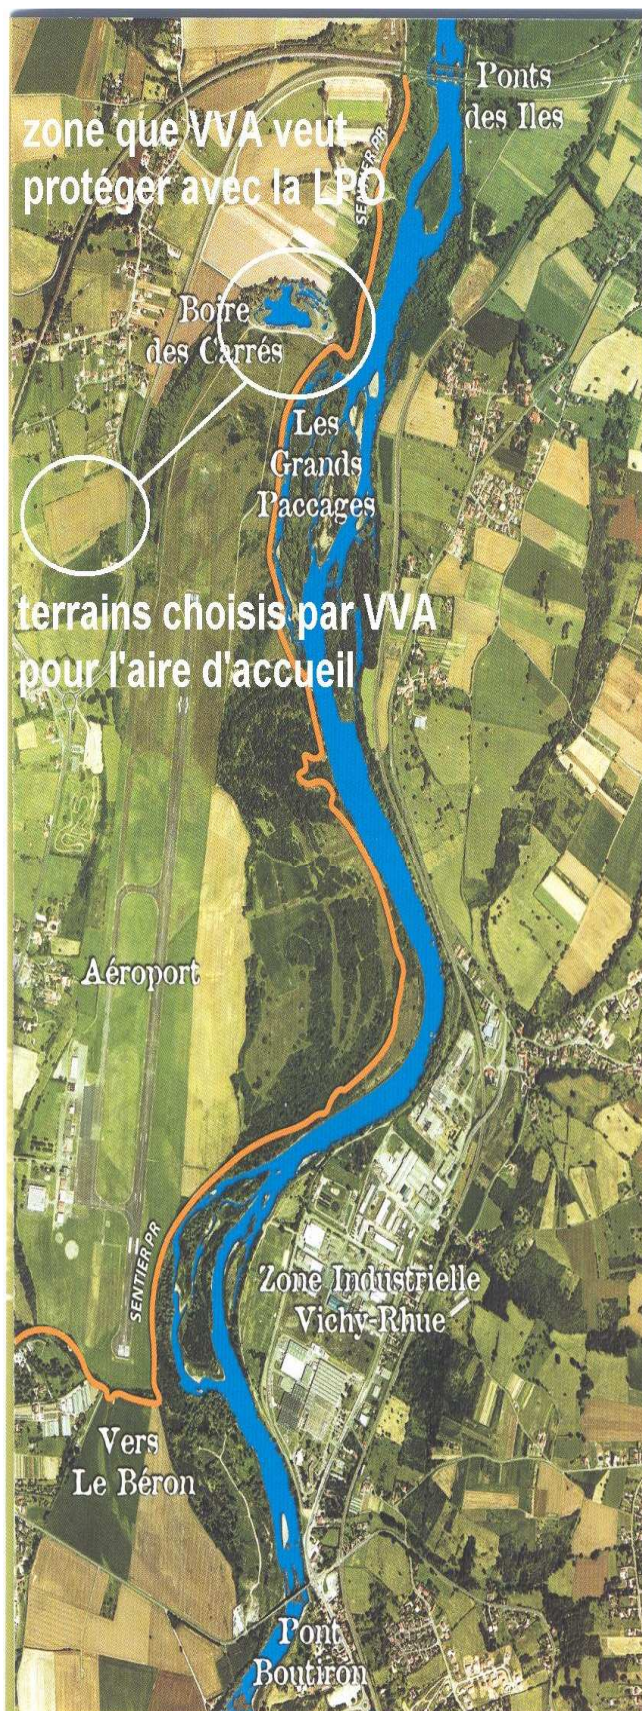 Ponts
des Iles
zone que VVA veut
protéger avec la LPO
SENTIER PR
Boire
des Carrés
Les
Grands
Paccages
terrains choisis par VVA
pour l'aire d'accueil
Aéroport
SENTIER PR
Zone Industrielle
Vichy-Rhue
Vers
Le Béron
Pont
Boutiron